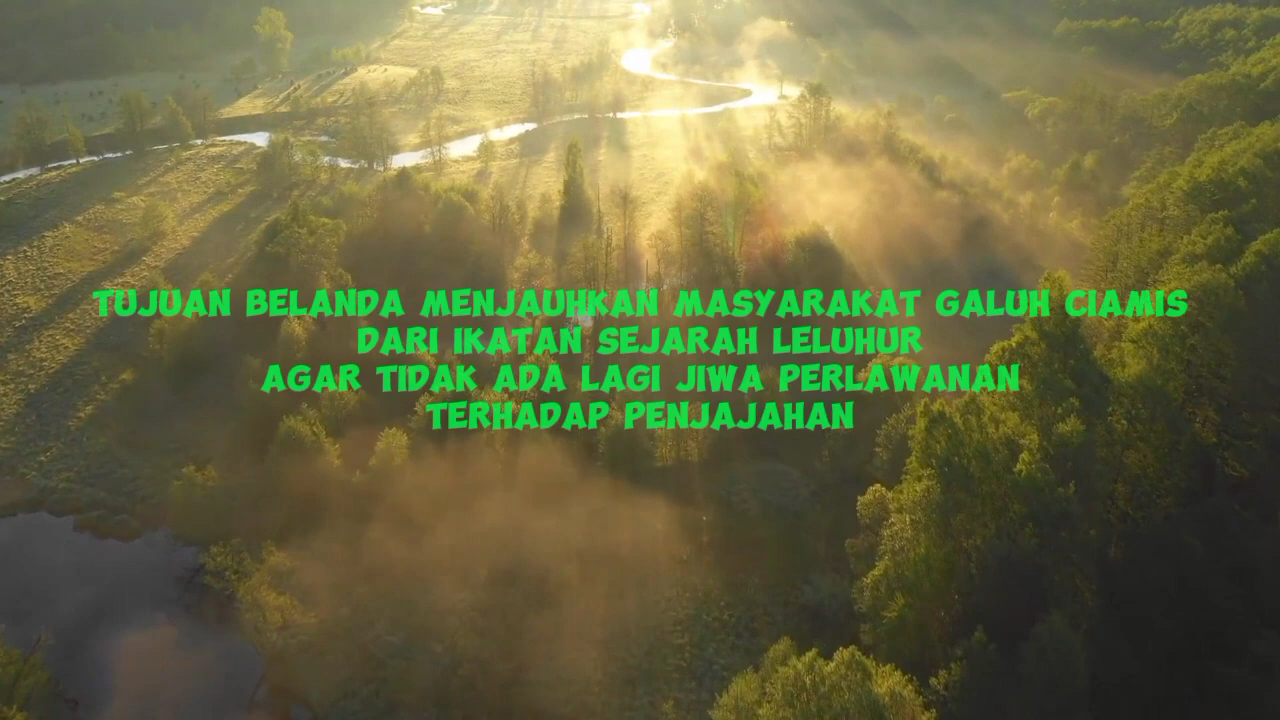 TUJUAN BELANDA MENJAUHKAN MASYARAKAT GALUH CIAMIS
DARI IKATAN SEJARAH LELUHUR
AGAR TIDAK ADA LAGI JIWA PERLAWANAN
TERHADAP PENJAJAHAN